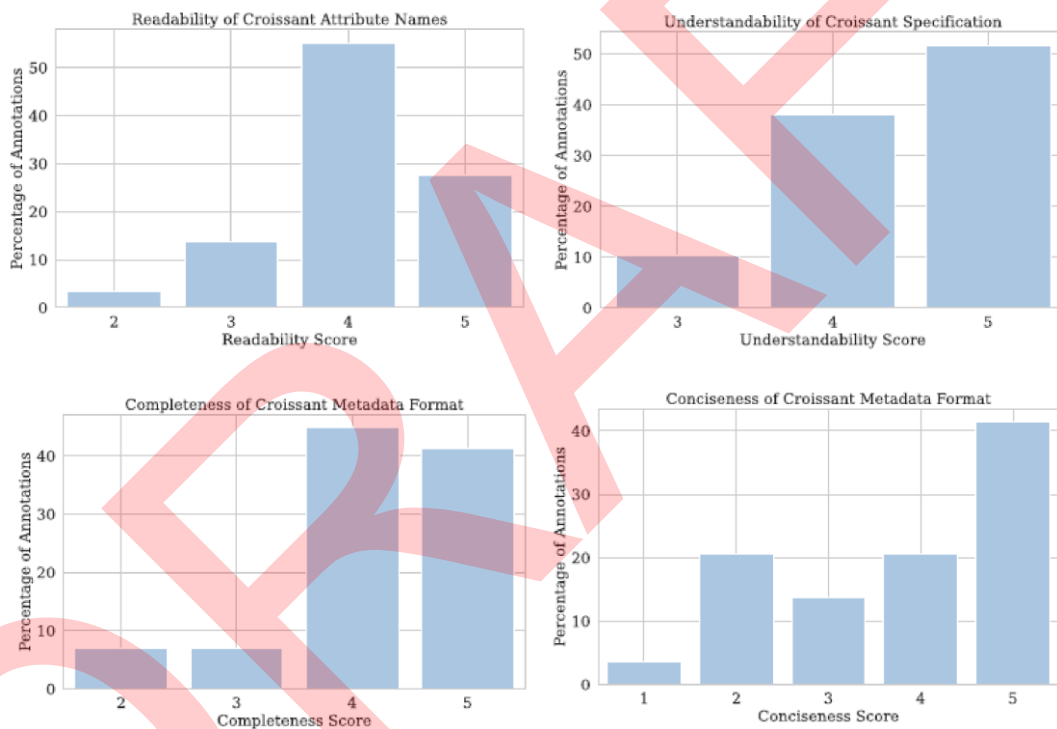 Readability of Croissant Attribute Names
Percentage of Annotations
50
40
30
20
10
0
2 3 4 5
Readability Score
Understandability of Croissant Specification
Percentage of Annotations
50
40
30
20
10
0
3 4 5
Understandability Score
Completeness of Croissant Metadata Format
Percentage of Annotations
40
30
20
10
0
2 3 4 5
Completeness Score
Conciseness of Croissant Metadata Format
Percentage of Annotations
40
30
20
10
0
1 2 3 4 5
Conciseness Score